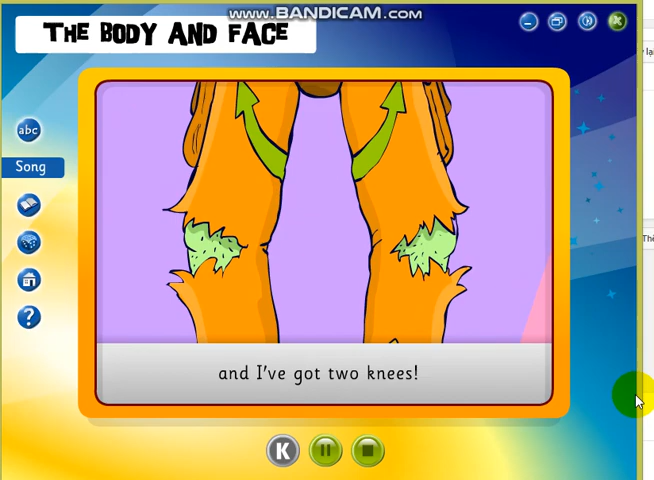 WWW.BANDICAM.COM
THE BODY AND FACE
abc
Song
?
and I've got two knees!
K